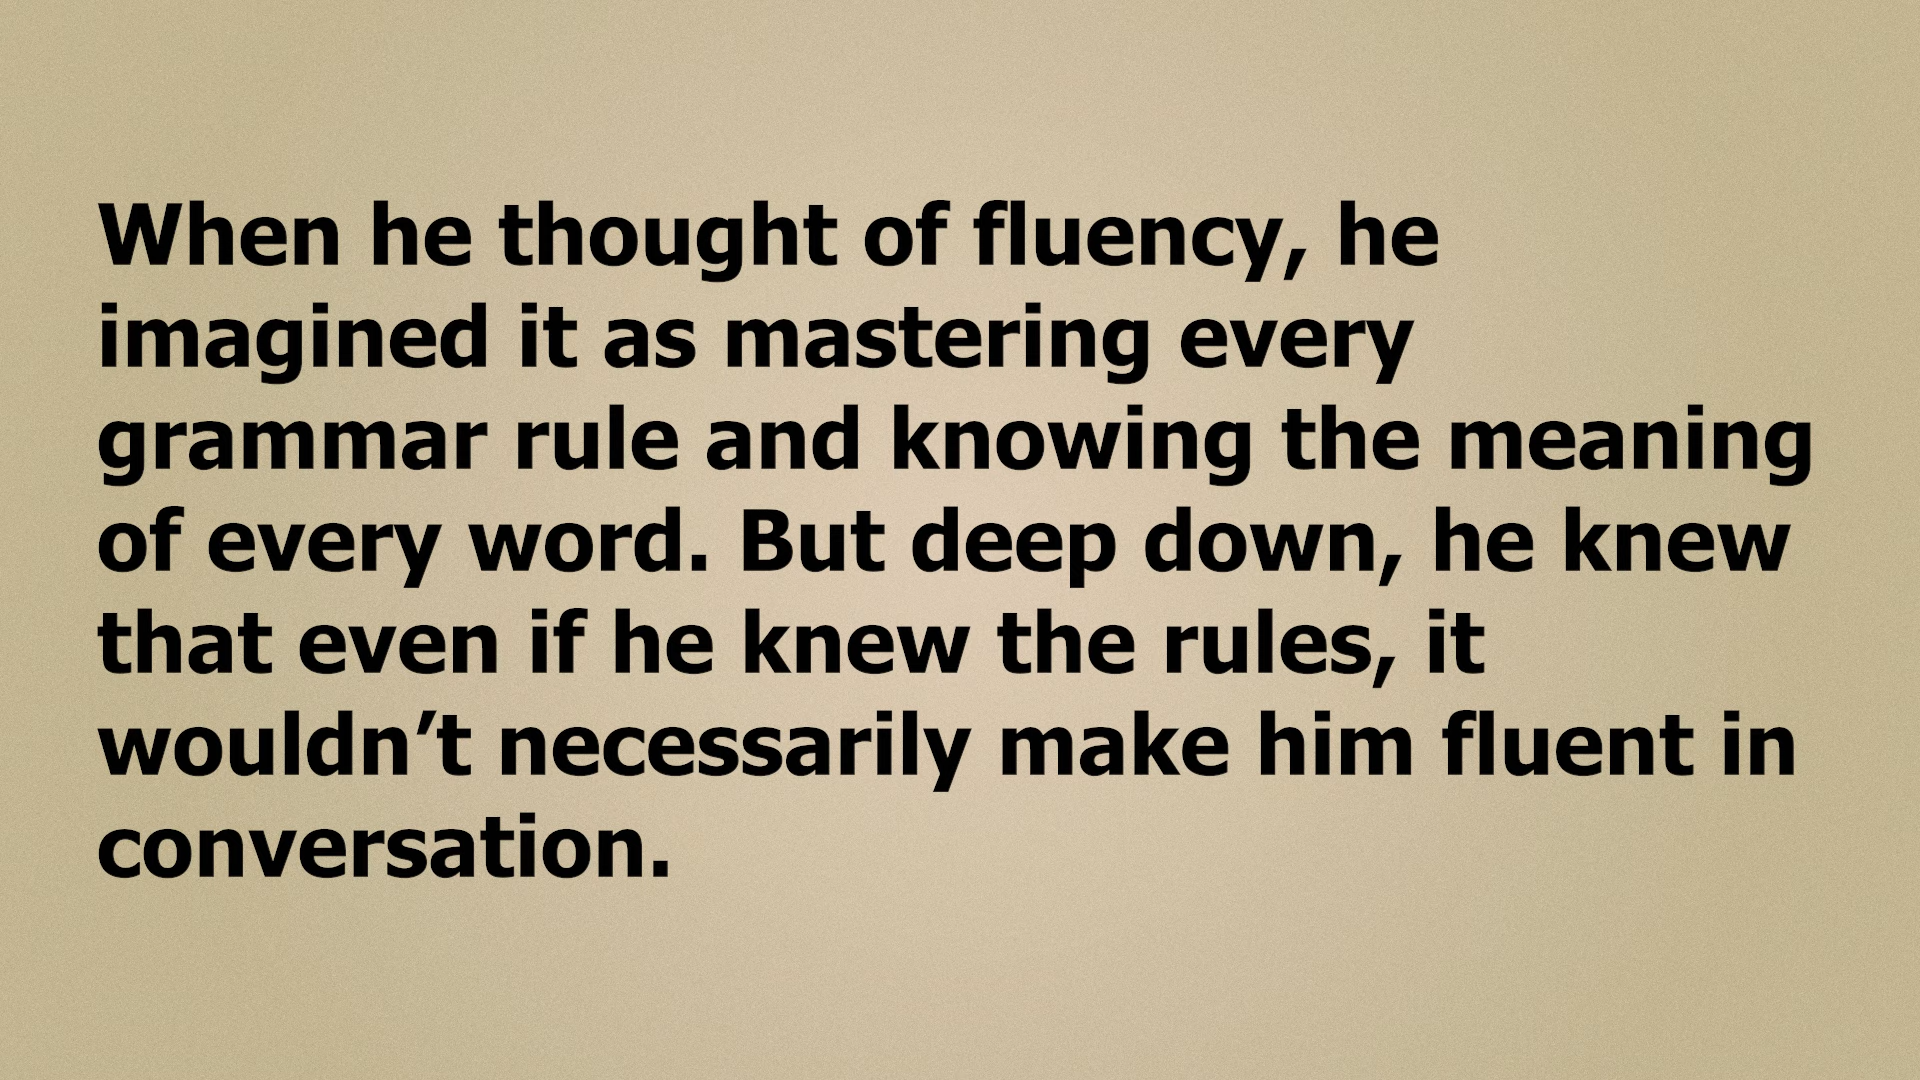 When he thought of fluency, he
imagined it as mastering every
grammar rule and knowing the meaning
of every word. But deep down, he knew
that even if he knew the rules, it
wouldn’t necessarily make him fluent in
conversation.